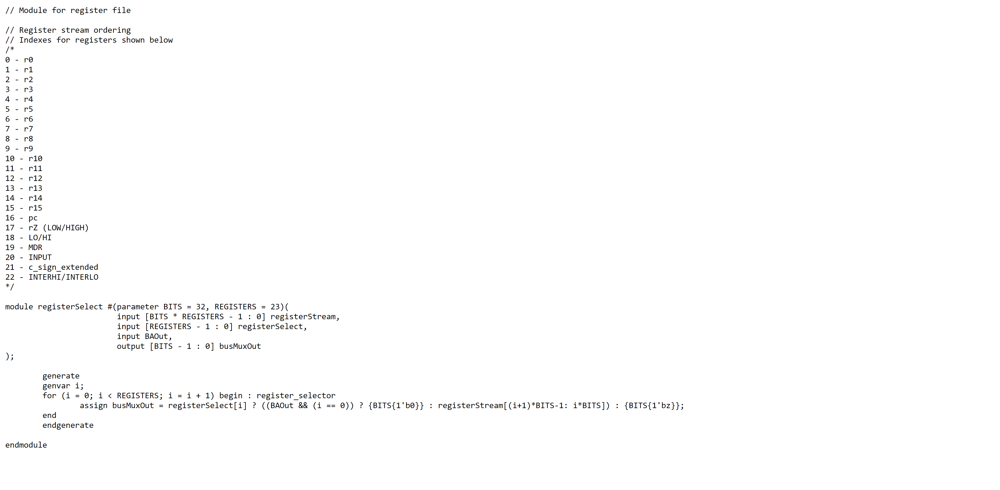 // Module for register file
// Register stream ordering
// Indexes for registers shown below
/*
0 - r0
1 - r1
2 - r2
3 - r3
4 - r4
5 - r5
6 - r6
7 - r7
8 - r8
9 - r9
10 - r10
11 - r11
12 - r12
13 - r13
14 - r14
15 - r15
16 - pc
17 - rZ (LOW/HIGH)
18 - LO/HI
19 - MDR
20 - INPUT
21 - c_sign_extended
22 - INTERHI/INTERLO
*/
module registerSelect #(parameter BITS = 32, REGISTERS = 23)(
input [BITS * REGISTERS - 1 : 0] registerStream,
input [REGISTERS - 1 : 0] registerSelect,
input BAOut,
output [BITS - 1 : 0] busMuxOut
);
generate
genvar i;
for (i = 0; i < REGISTERS; i = i + 1) begin : register_selector
assign busMuxOut = registerSelect[i] ? ((BAOut && (i == 0)) ? {BITS{1'b0}} : registerStream[(i+1)*BITS-1: i*BITS]) : {BITS{1'bz}};
end
endgenerate
endmodule